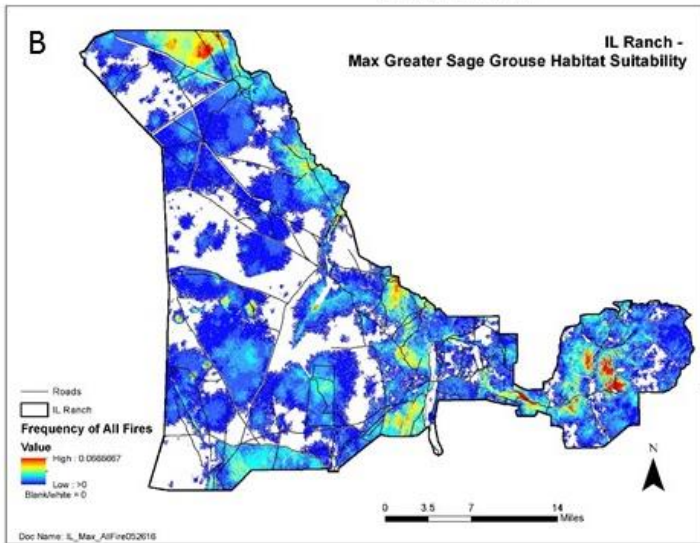 B
IL Ranch -
Max Greater Sage Grouse Habitat Suitability
Roads
IL Ranch
Frequency of All Fires
Value
High : 0.0666667
Low : >0
Blank/white = 0
N
0 3.5 7 14
Miles
Doc Name: IL_Max_AllFire052616